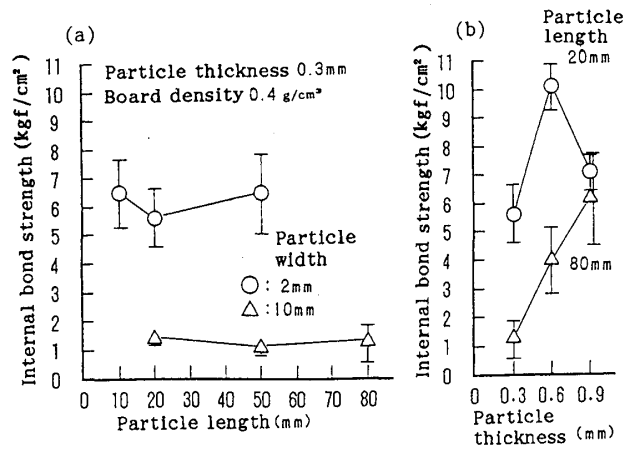 (a)
Internal bond strength (kgf/cm²)
11
10
9
8
7
6
5
4
3
2
1
0
Particle thickness 0.3mm
Board density 0.4 g/cm³
Particle
width
○: 2mm
△: 10mm
0 10 20 30 40 50 60 70 80
Particle length (mm)
(b)
Particle
length
20mm
Internal bond strength (kgf/cm²)
11
10
9
8
7
6
5
4
3
2
1
0
80mm
0 0.3 0.6 0.9
Particle
thickness (mm)